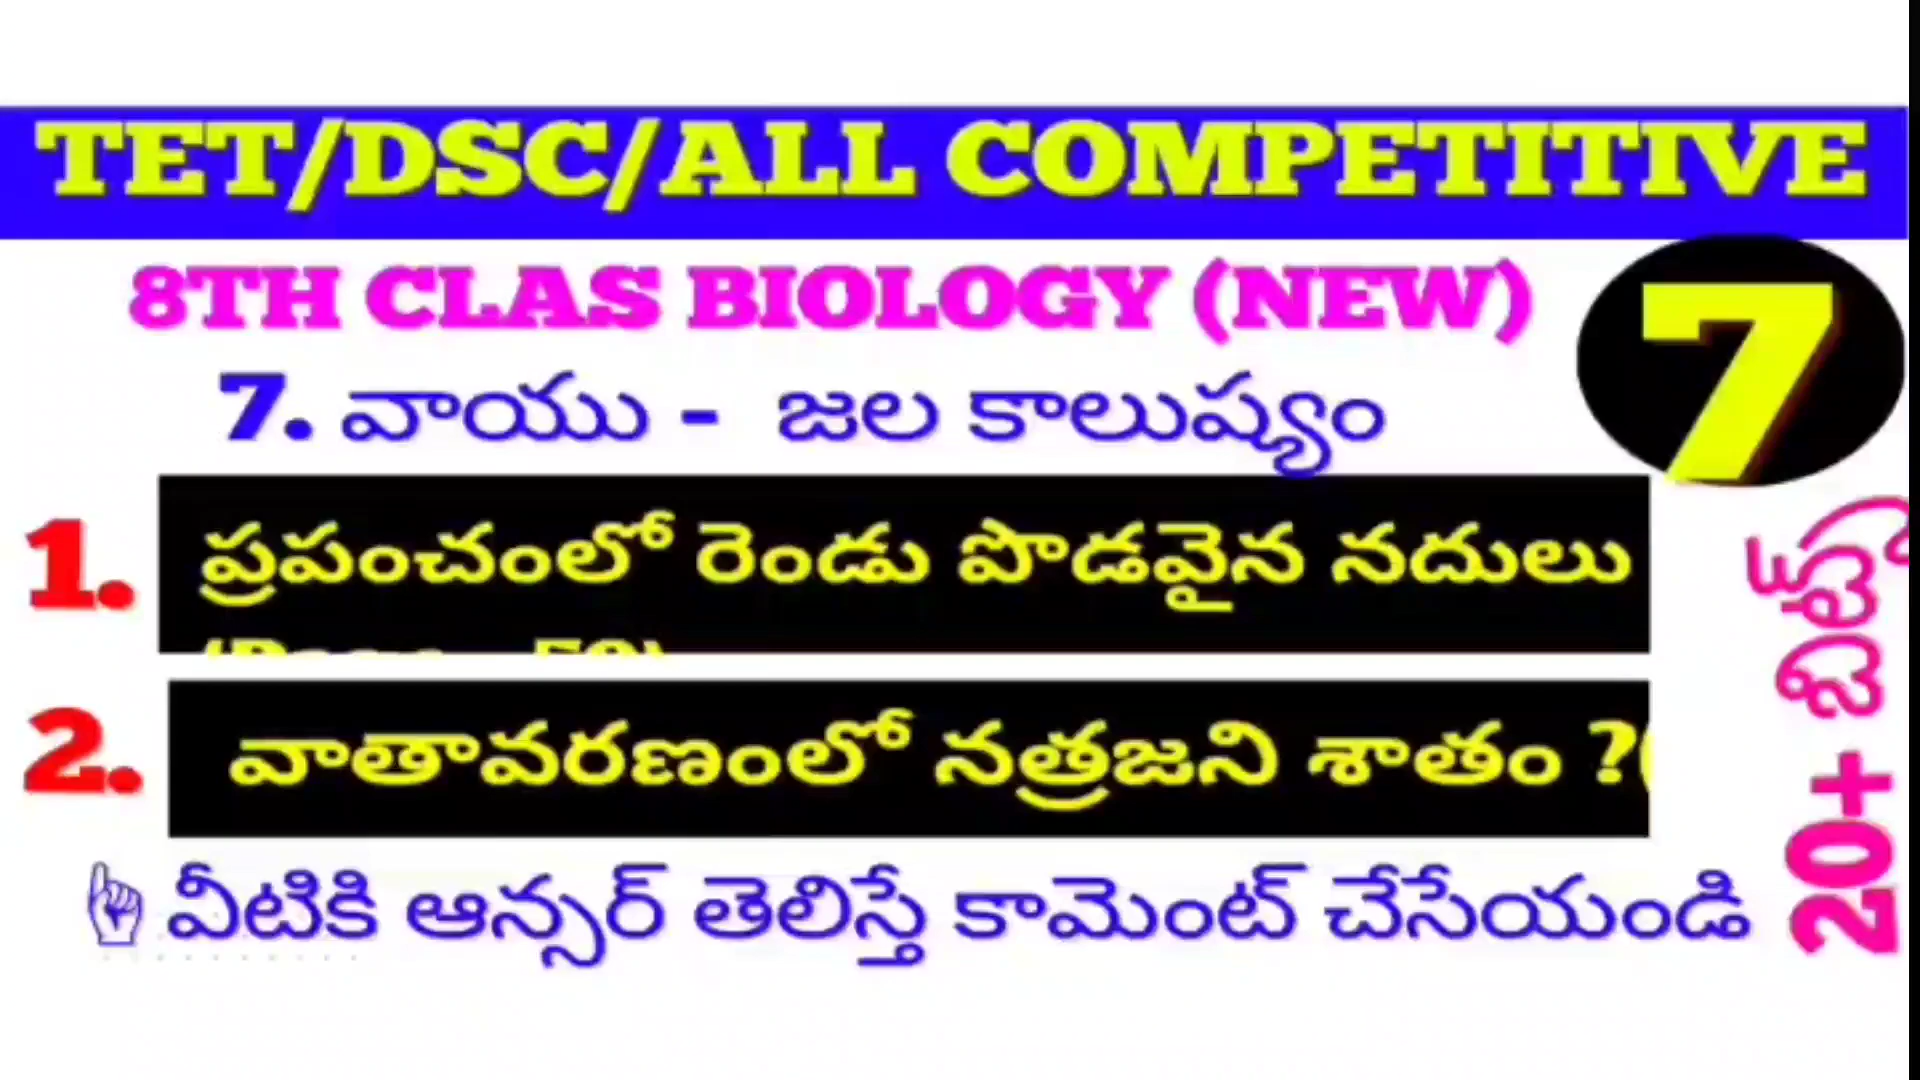 TET/DSC/ALL COMPETITIVE
8TH CLAS BIOLOGY (NEW)
7
7. వాయు - జల కాలుష్యం
1. ప్రపంచంలో రెండు పొడవైన నదులు
2. వాతావరణంలో నత్రజని శాతం ?(
☝ వీటికి ఆన్సర్ తెలిస్తే కామెంట్ చేసేయండి
20+ బిట్స్